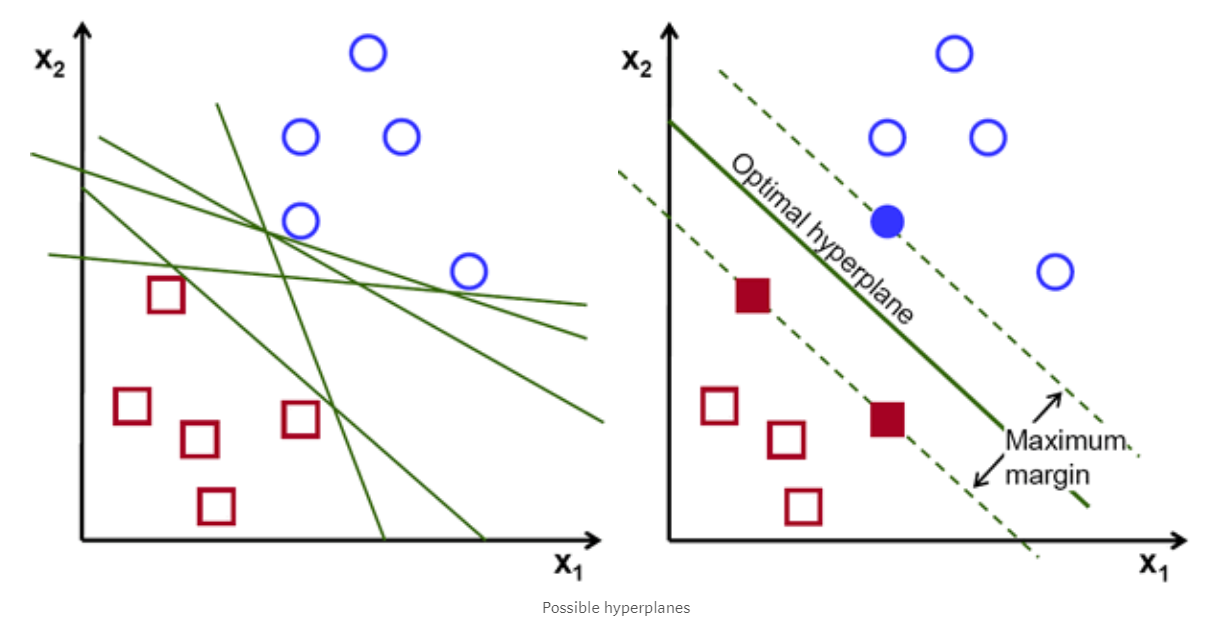 x2
x1
x2
Optimal hyperplane
Maximum
margin
x1
Possible hyperplanes